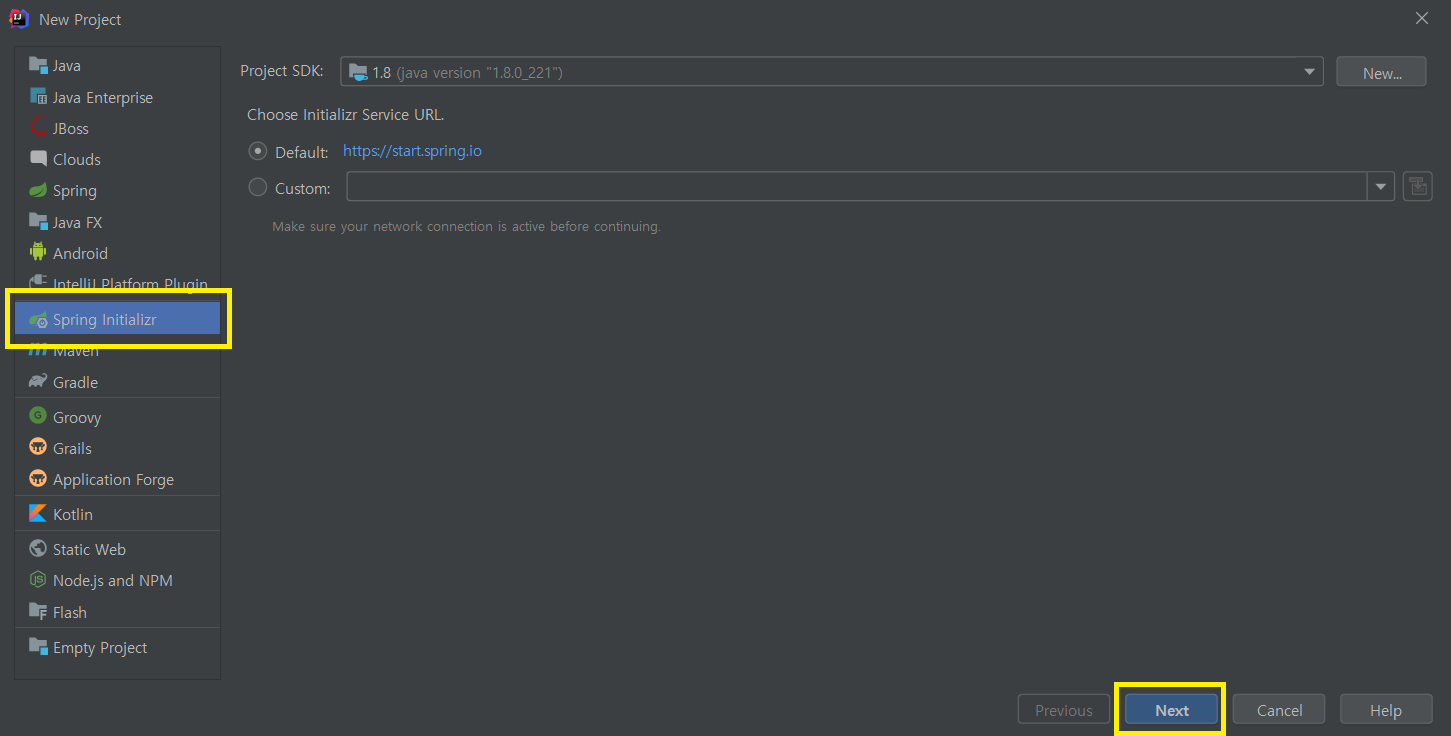 New Project
Java
Java Enterprise
JBoss
Clouds
Spring
Java FX
Android
IntelliJ Platform Plugin
Spring Initializr
Maven
Gradle
Groovy
Grails
Application Forge
Kotlin
Static Web
Node.js and NPM
Flash
Empty Project
Project SDK: 1.8 (java version "1.8.0_221") New...
Choose Initializr Service URL.
Default: https://start.spring.io
Custom:
Make sure your network connection is active before continuing.
Previous Next Cancel Help